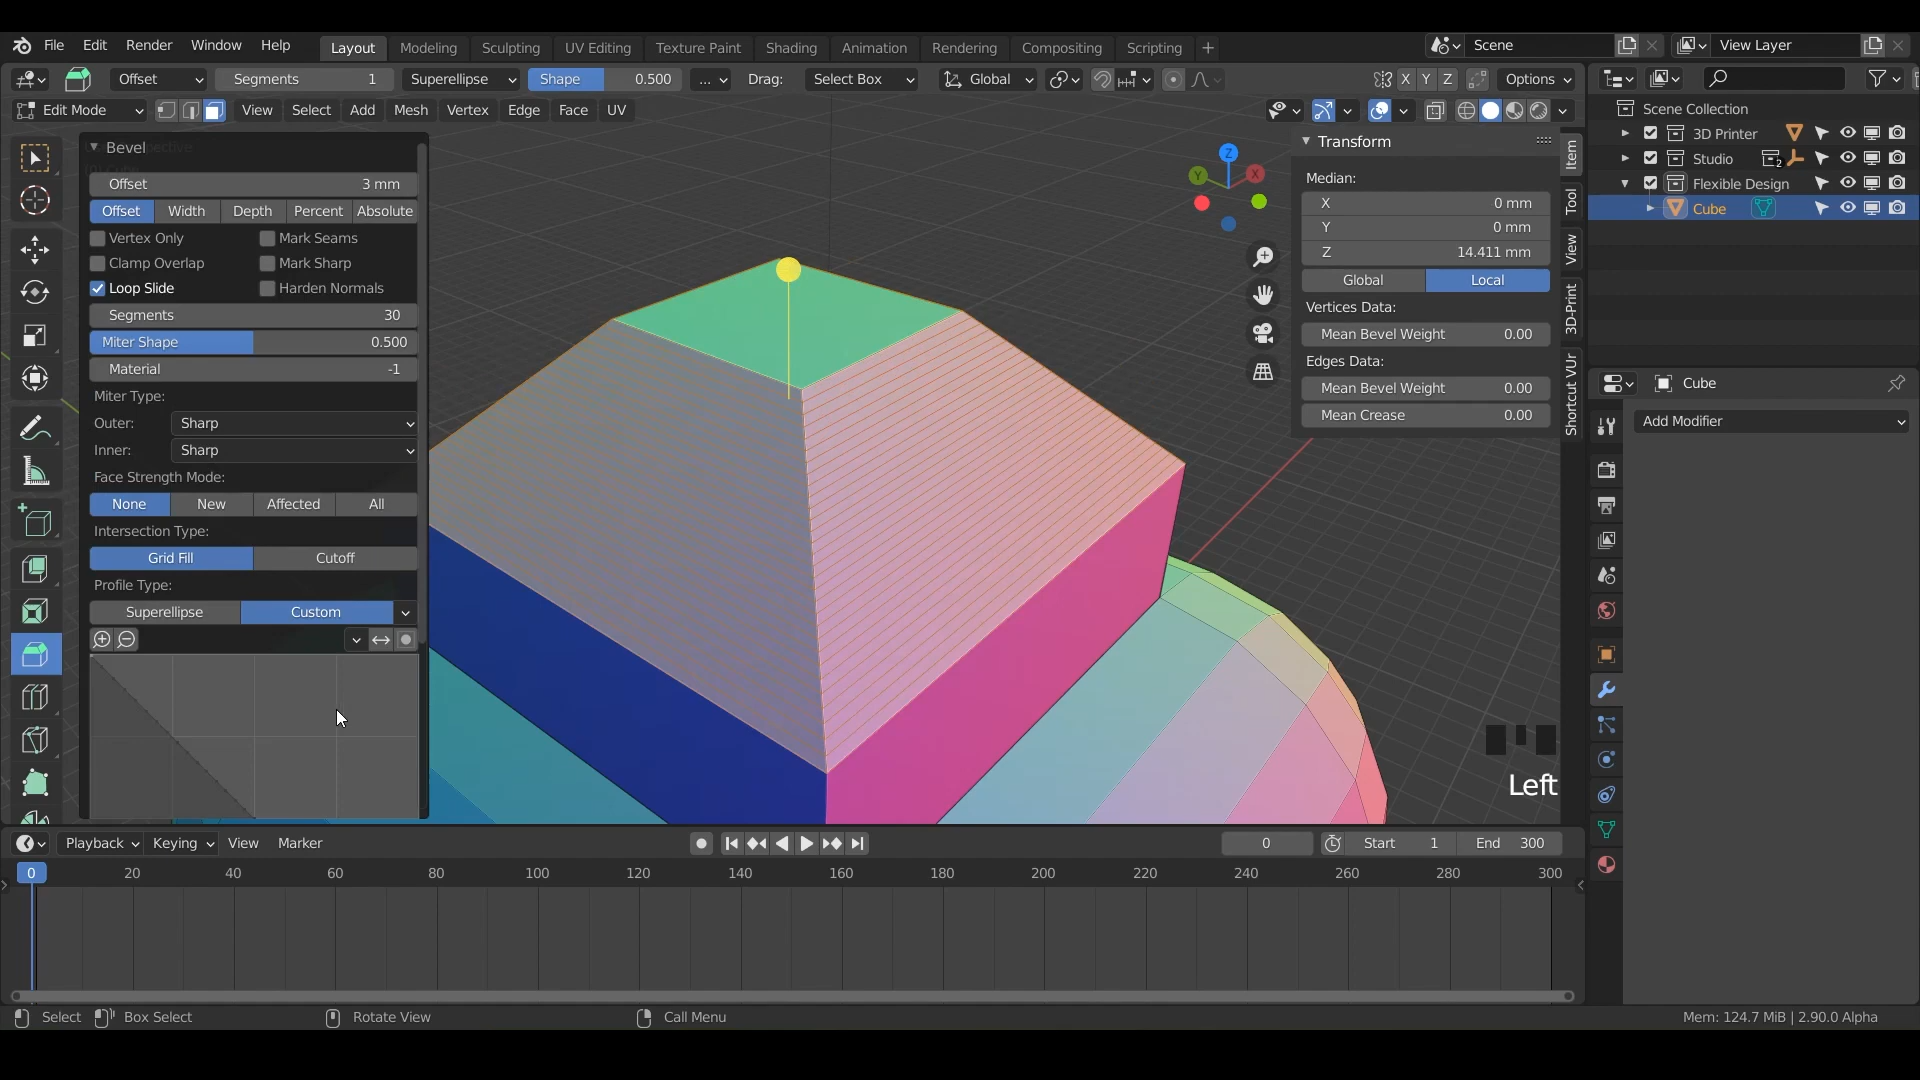 File Edit Render Window Help Layout Modeling Sculpting UV Editing Texture Paint Shading Animation Rendering Compositing Scripting Scene View Layer
Offset Segments 1 Superellipse Shape 0.500 ... Drag: Select Box Global X Y Z Options
Edit Mode View Select Add Mesh Vertex Edge Face UV
Bevel
Offset 3 mm
Offset Width Depth Percent Absolute
Vertex Only Mark Seams
Clamp Overlap Mark Sharp
Loop Slide Harden Normals
Segments 30
Miter Shape 0.500
Material -1
Miter Type:
Outer: Sharp
Inner: Sharp
Face Strength Mode:
None New Affected All
Intersection Type:
Grid Fill Cutoff
Profile Type:
Superellipse Custom
Z
Y X
Transform
Median:
X 0 mm
Y 0 mm
Z 14.411 mm
Global Local
Vertices Data:
Mean Bevel Weight 0.00
Edges Data:
Mean Bevel Weight 0.00
Mean Crease 0.00
Item
Tool
View
3D-Print
Shortcut VUr
Left
Scene Collection
3D Printer
Studio 2
Flexible Design
Cube
Cube
Add Modifier
Playback Keying View Marker 0 Start 1 End 300
0 20 40 60 80 100 120 140 160 180 200 220 240 260 280 300
Select Box Select Rotate View Call Menu Mem: 124.7 MiB | 2.90.0 Alpha